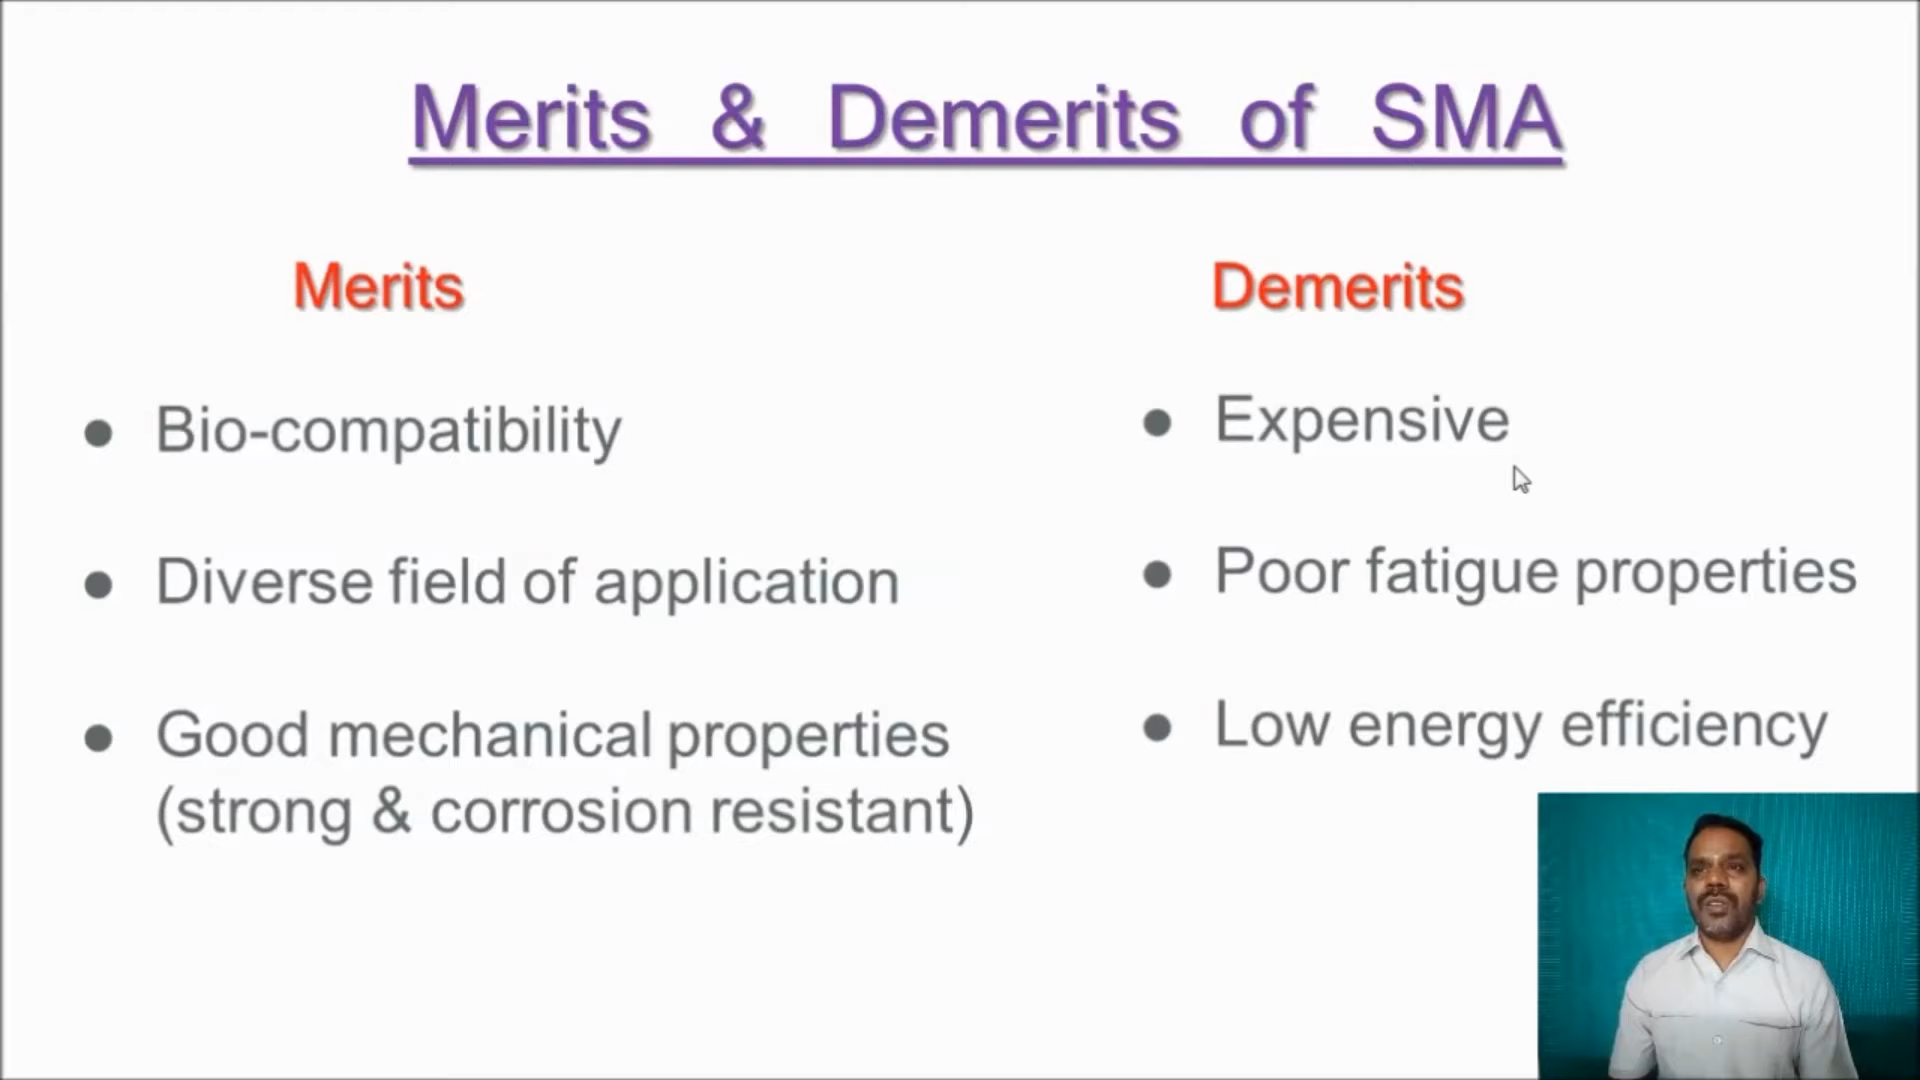 Merits & Demerits of SMA
Merits
● Bio-compatibility
● Diverse field of application
● Good mechanical properties
(strong & corrosion resistant)
Demerits
● Expensive
● Poor fatigue properties
● Low energy efficiency